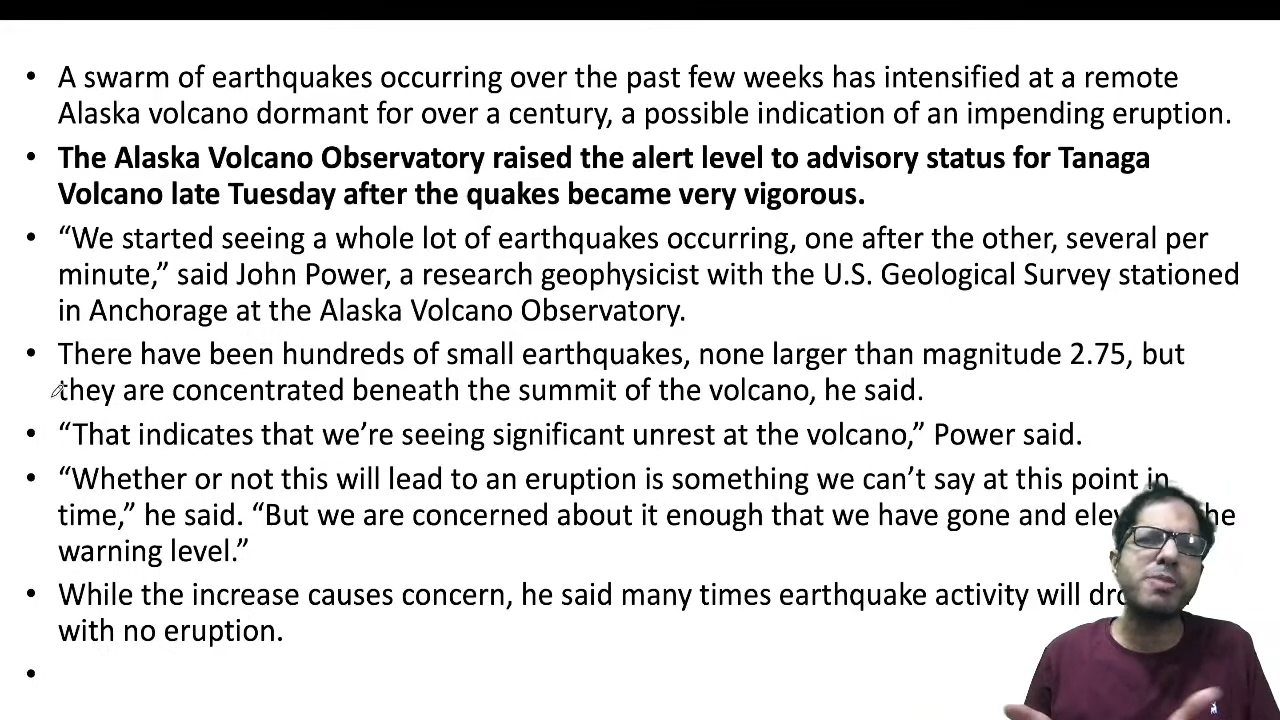 • A swarm of earthquakes occurring over the past few weeks has intensified at a remote
Alaska volcano dormant for over a century, a possible indication of an impending eruption.
• The Alaska Volcano Observatory raised the alert level to advisory status for Tanaga
Volcano late Tuesday after the quakes became very vigorous.
• “We started seeing a whole lot of earthquakes occurring, one after the other, several per
minute,” said John Power, a research geophysicist with the U.S. Geological Survey stationed
in Anchorage at the Alaska Volcano Observatory.
• There have been hundreds of small earthquakes, none larger than magnitude 2.75, but
they are concentrated beneath the summit of the volcano, he said.
• “That indicates that we’re seeing significant unrest at the volcano,” Power said.
• “Whether or not this will lead to an eruption is something we can’t say at this point in
time,” he said. “But we are concerned about it enough that we have gone and the
warning level.”
• While the increase causes concern, he said many times earthquake activity will
with no eruption.
•